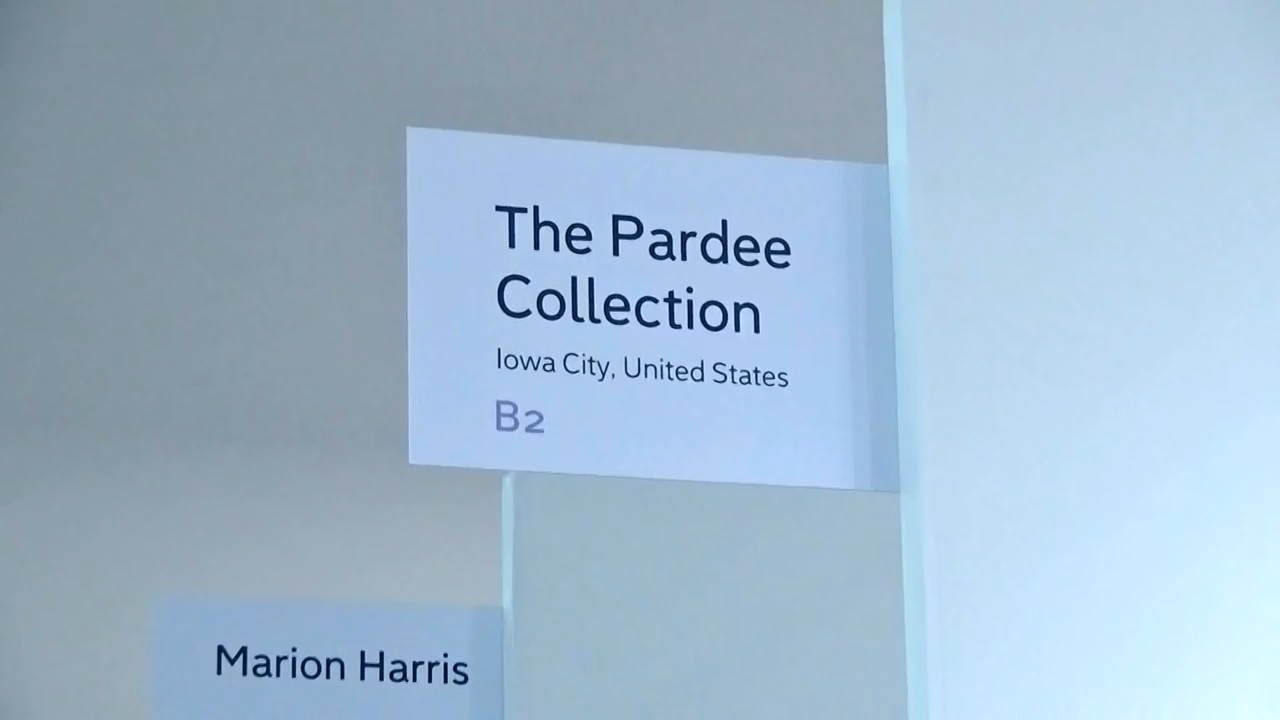 The Pardee
Collection
Iowa City, United States
B2
Marion Harris